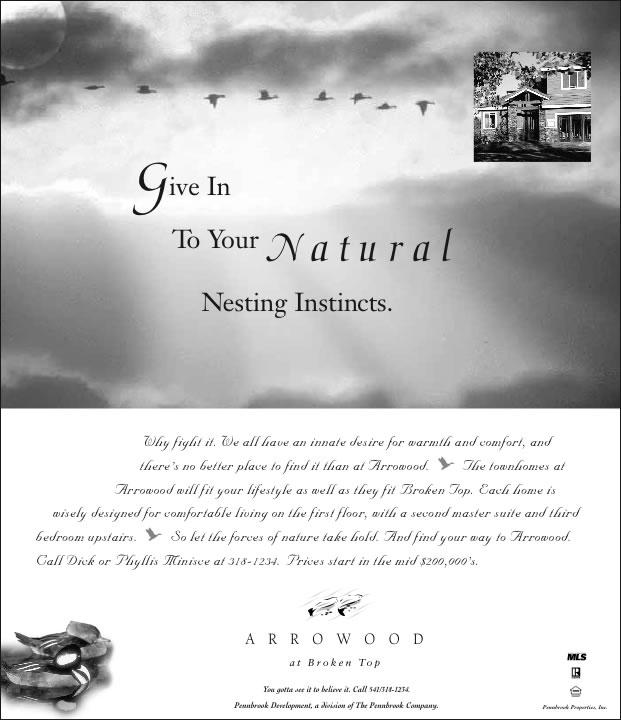 Give In
To Your Natural
Nesting Instincts.
Why fight it. We all have an innate desire for warmth and comfort, and
there's no better place to find it than at Arrowood. The townhomes at
Arrowood will fit your lifestyle as well as they fit Broken Top. Each home is
wisely designed for comfortable living on the first floor, with a second master suite and third
bedroom upstairs. So let the forces of nature take hold. And find your way to Arrowood.
Call Dick or Phyllis Minisce at 318-1234. Prices start in the mid $200,000's.
ARROWOOD
at Broken Top
You gotta see it to believe it. Call 541/318-1234.
Pennbrook Development, a division of The Pennbrook Company.
MLS
Pennbrook Properties, Inc.